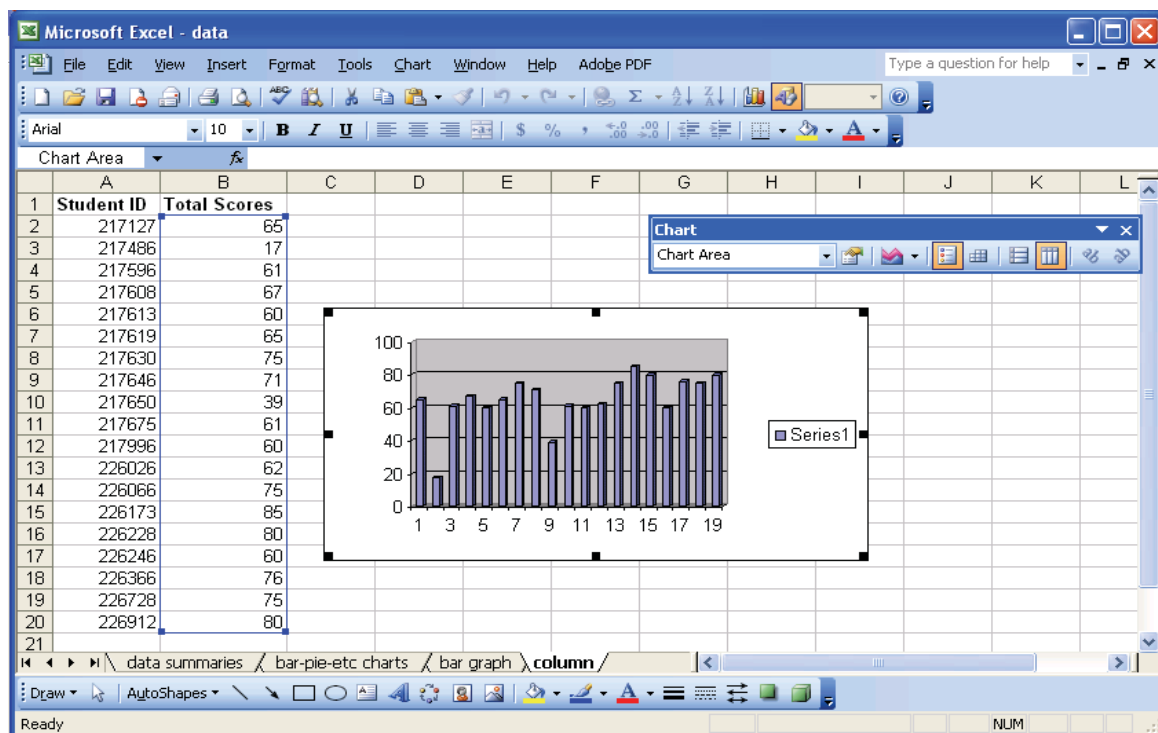 Microsoft Excel - data
File Edit View Insert Format Tools Chart Window Help Adobe PDF Type a question for help
ABC Σ A Z Z A
Arial 10 B I U $ % , .00 .00 A
Chart Area fx
A B C D E F G H I J K L
1 Student ID Total Scores
2 217127 65
Chart
3 217486 17
Chart Area
4 217596 61
5 217608 67
6 217613 60
7 217619 65
8 217630 75
9 217646 71
10 217650 39
11 217675 61
12 217996 60
13 226026 62
14 226066 75
15 226173 85
16 226228 80
17 226246 60
18 226366 76
19 226728 75
20 226912 80
21
100
80
60
40
20
0
1 3 5 7 9 11 13 15 17 19
Series1
data summaries bar-pie-etc charts bar graph column
Draw AutoShapes A
Ready NUM